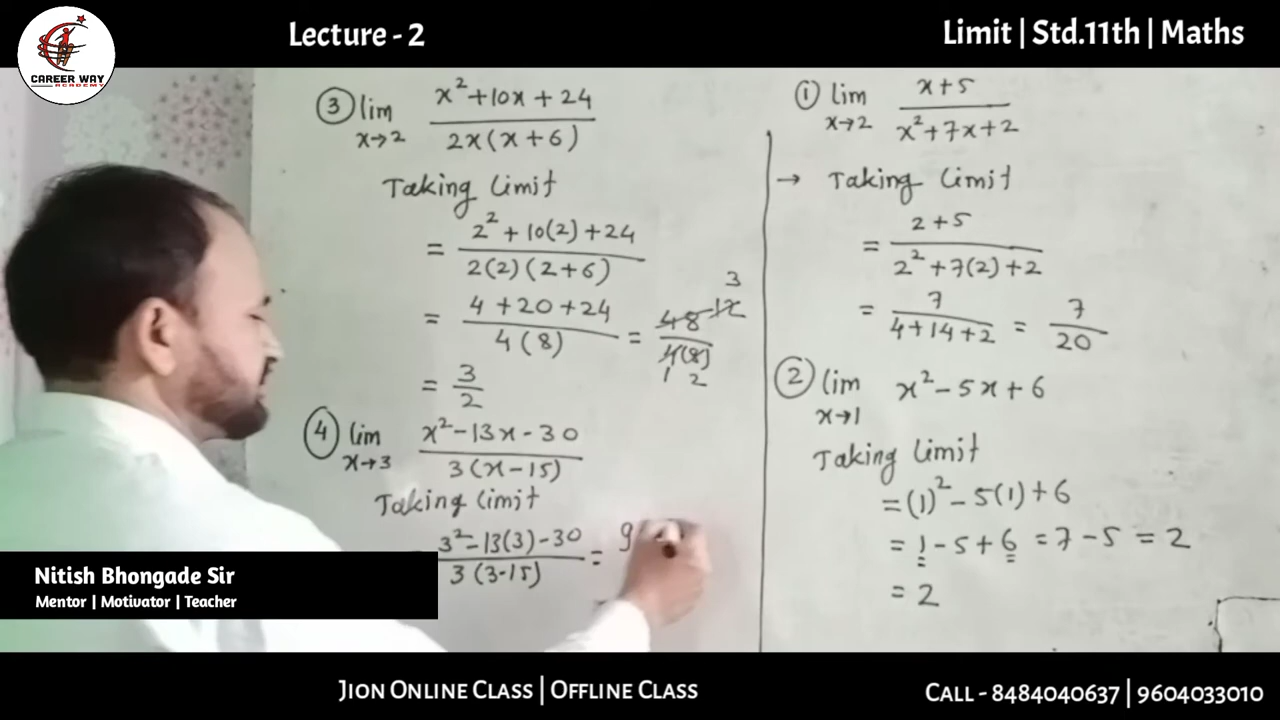 Lecture - 2
Limit | Std.11th | Maths
CAREER WAY
ACADEMY
③ lim x→2 (x²+10x+24)/(2x(x+6))
Taking limit
= (2²+10(2)+24)/(2(2)(2+6))
= (4+20+24)/(4(8)) = 48/(4(8)) 12 3 1 2
= 3/2
④ lim x→3 (x²-13x-30)/(3(x-15))
Taking limit
(3²-13(3)-30)/(3(3-15)) = 9
① lim x→2 (x+5)/(x²+7x+2)
→ Taking limit
= (2+5)/(2²+7(2)+2)
= 7/(4+14+2) = 7/20
② lim x→1 x²-5x+6
Taking limit
= (1)²-5(1)+6
= 1-5+6 = 7-5 = 2
= 2
Nitish Bhongade Sir
Mentor | Motivator | Teacher
Jion Online Class | Offline Class
Call - 8484040637 | 9604033010